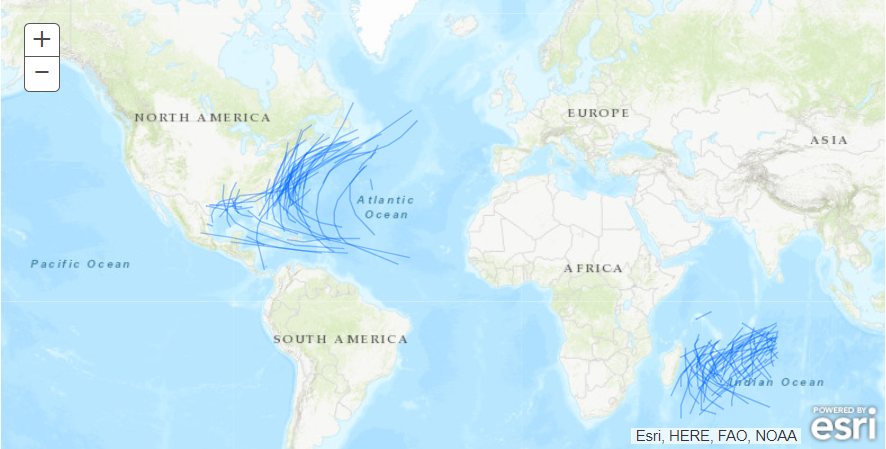 +
−
NORTH AMERICA
EUROPE
ASIA
Atlantic
Ocean
Pacific Ocean
AFRICA
SOUTH AMERICA
Indian Ocean
POWERED BY
esri
Esri, HERE, FAO, NOAA